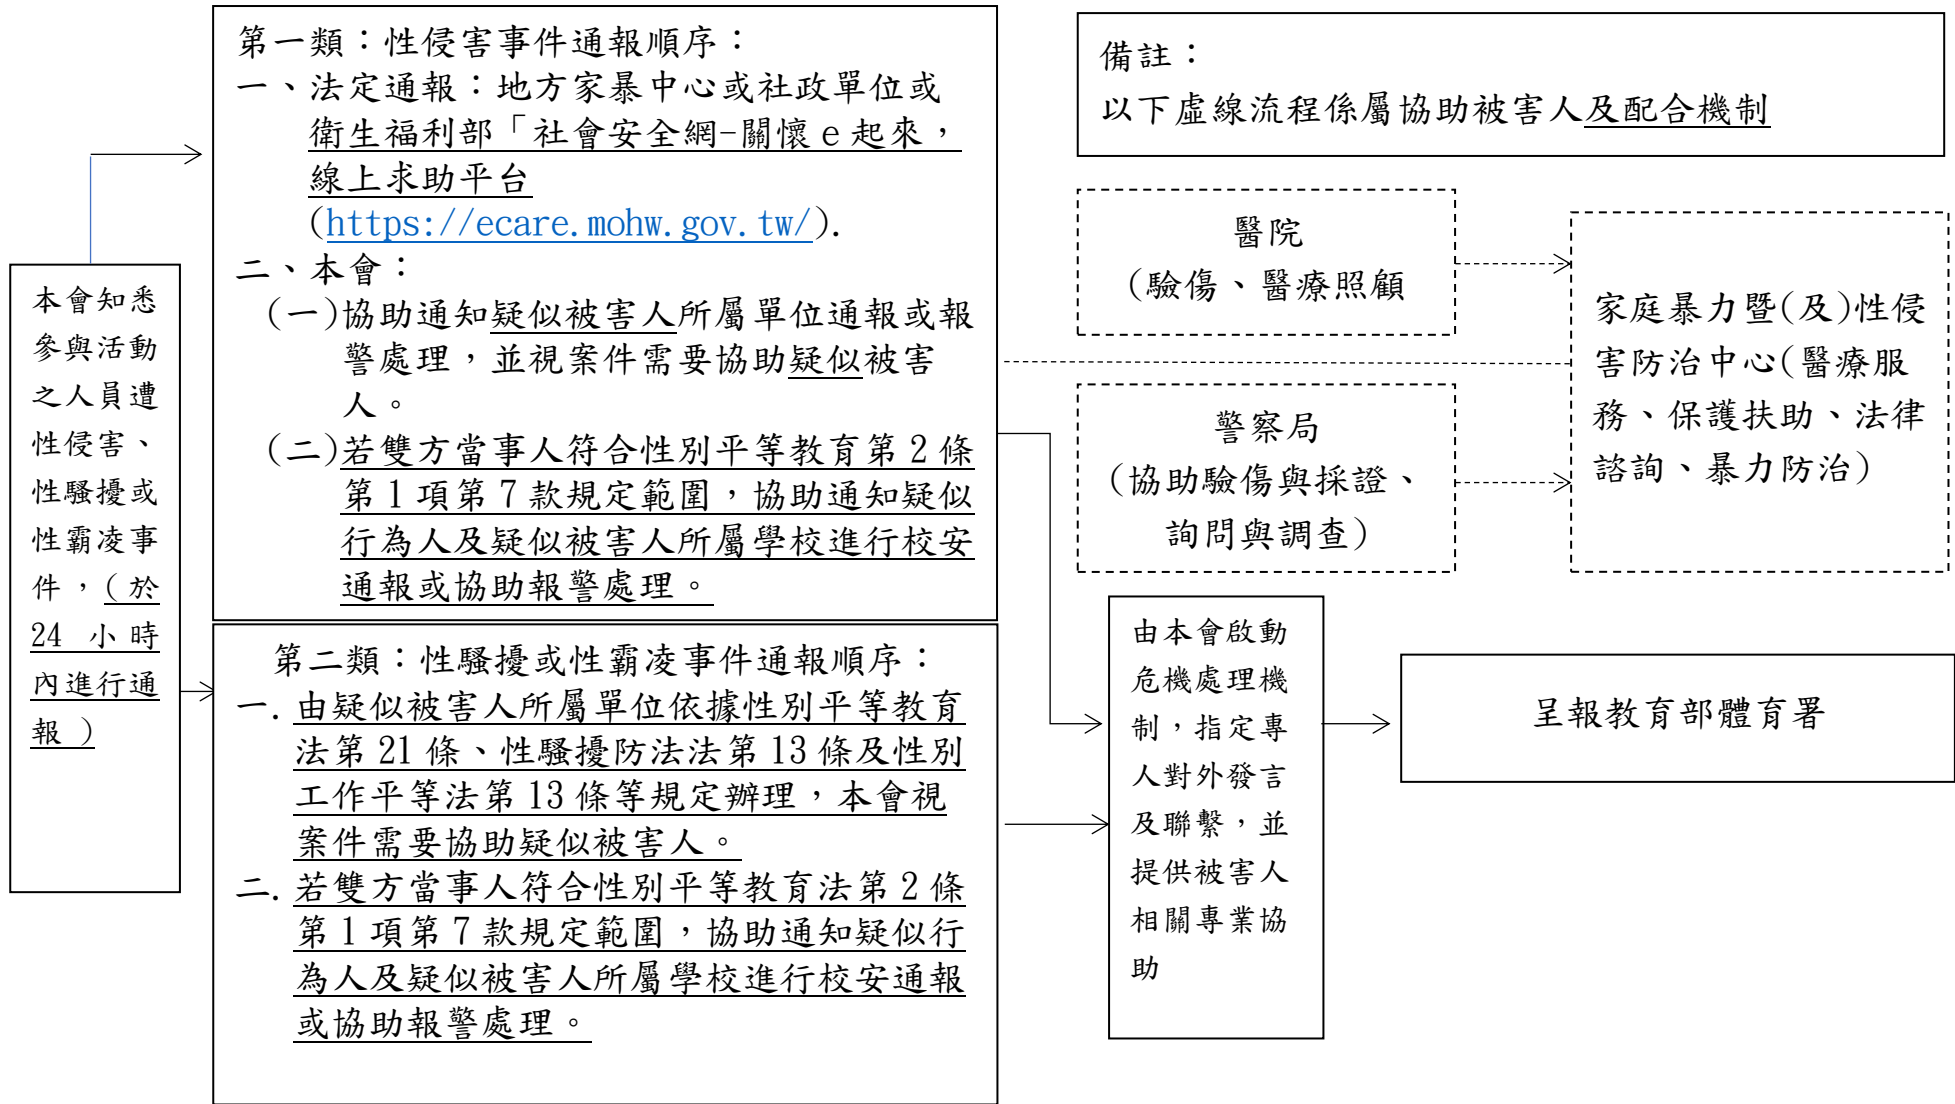 本會知悉
參與活動
之人員遭
性侵害、
性騷擾或
性霸凌事
件，(於
24 小時
內進行通
報 )
第一類：性侵害事件通報順序：
一、法定通報：地方家暴中心或社政單位或
衛生福利部「社會安全網-關懷 e 起來，
線上求助平台
(https://ecare.mohw.gov.tw/).
二、本會：
(一)協助通知疑似被害人所屬單位通報或報
警處理，並視案件需要協助疑似被害
人。
(二)若雙方當事人符合性別平等教育第 2 條
第 1 項第 7 款規定範圍，協助通知疑似
行為人及疑似被害人所屬學校進行校安
通報或協助報警處理。
第二類：性騷擾或性霸凌事件通報順序：
一.由疑似被害人所屬單位依據性別平等教育
法第 21 條、性騷擾防法法第 13 條及性別
工作平等法第 13 條等規定辦理，本會視
案件需要協助疑似被害人。
二.若雙方當事人符合性別平等教育法第 2 條
第 1 項第 7 款規定範圍，協助通知疑似行
為人及疑似被害人所屬學校進行校安通報
或協助報警處理。
備註：
以下虛線流程係屬協助被害人及配合機制
醫院
(驗傷、醫療照顧
警察局
(協助驗傷與採證、
詢問與調查)
家庭暴力暨(及)性侵
害防治中心(醫療服
務、保護扶助、法律
諮詢、暴力防治)
由本會啟動
危機處理機
制，指定專
人對外發言
及聯繫，並
提供被害人
相關專業協
助
呈報教育部體育署